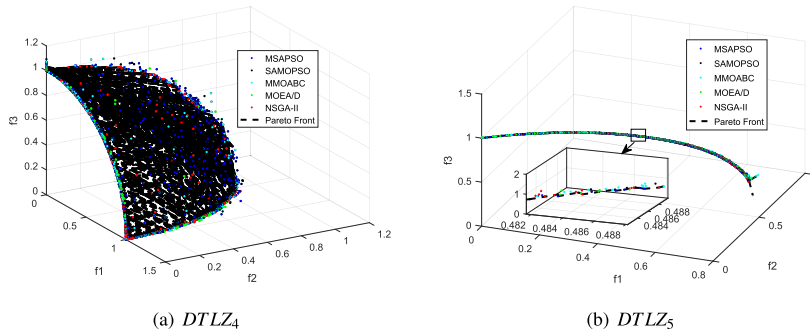 1.2
1
0.8
0.6
0.4
0.2
0
f3
0
0.5
1
1.5
f1
0
0.2
0.4
0.6
0.8
1
1.2
f2
MSAPSO
SAMOPSO
MMOABC
MOEA/D
NSGA-II
Pareto Front
(a) DTLZ4
1.5
1
0.5
0
f3
0
0.2
0.4
0.6
0.8
f1
0.5
0
f2
MSAPSO
SAMOPSO
MMOABC
MOEA/D
NSGA-II
Pareto Front
2
1
0
0.482
0.484
0.486
0.488
0.484
0.486
0.488
(b) DTLZ5